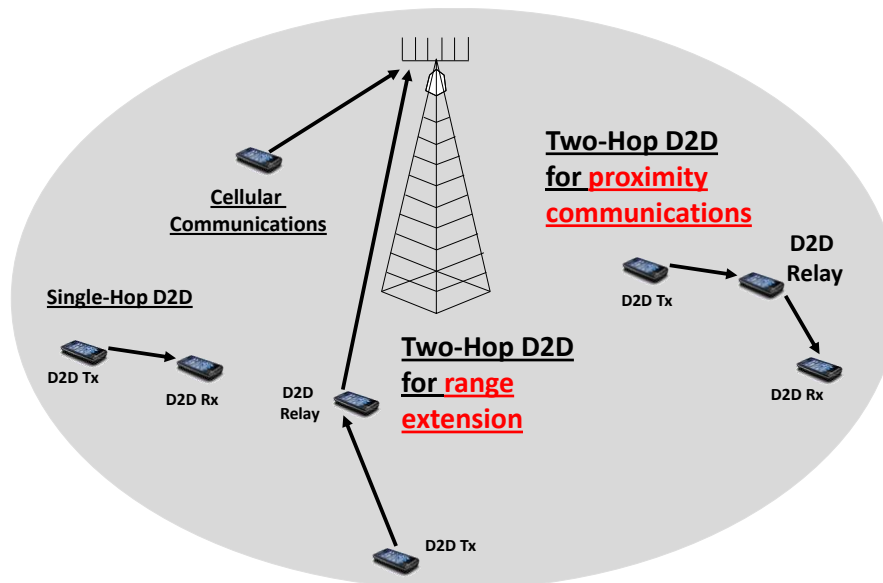 Two-Hop D2D
for proximity
communications
Cellular
Communications
D2D
Relay
D2D Tx
Single-Hop D2D
D2D Tx
D2D Rx
Two-Hop D2D
for range
extension
D2D
Relay
D2D Rx
D2D Tx